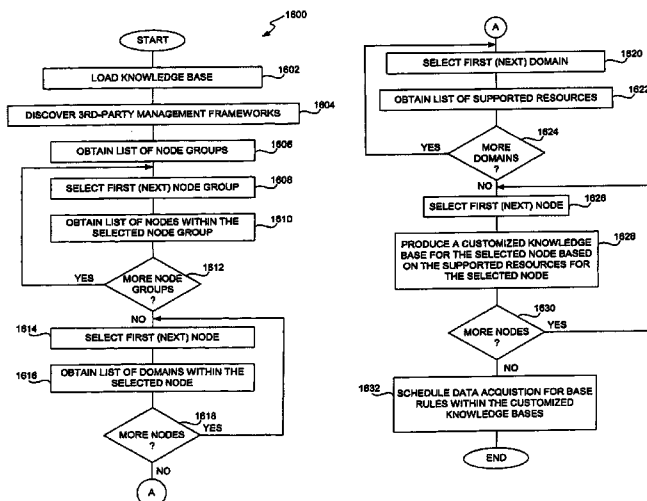 1600
START
LOAD KNOWLEDGE BASE
1602
DISCOVER 3RD-PARTY MANAGEMENT FRAMEWORKS
1604
OBTAIN LIST OF NODE GROUPS
1606
SELECT FIRST (NEXT) NODE GROUP
1608
OBTAIN LIST OF NODES WITHIN THE
SELECTED NODE GROUP
1610
YES
MORE NODE
GROUPS
?
1612
NO
1614
SELECT FIRST (NEXT) NODE
1616
OBTAIN LIST OF DOMAINS WITHIN THE
SELECTED NODE
1618
MORE NODES
?
YES
NO
A
A
SELECT FIRST (NEXT) DOMAIN
1620
OBTAIN LIST OF SUPPORTED RESOURCES
1622
YES
MORE
DOMAINS
?
1624
NO
SELECT FIRST (NEXT) NODE
1626
PRODUCE A CUSTOMIZED KNOWLEDGE
BASE FOR THE SELECTED NODE BASED
ON THE SUPPORTED RESOURCES FOR
THE SELECTED NODE
1628
1630
MORE NODES
?
YES
NO
1632
SCHEDULE DATA ACQUISTION FOR BASE
RULES WITHIN THE CUSTOMIZED
KNOWLEDGE BASES
END